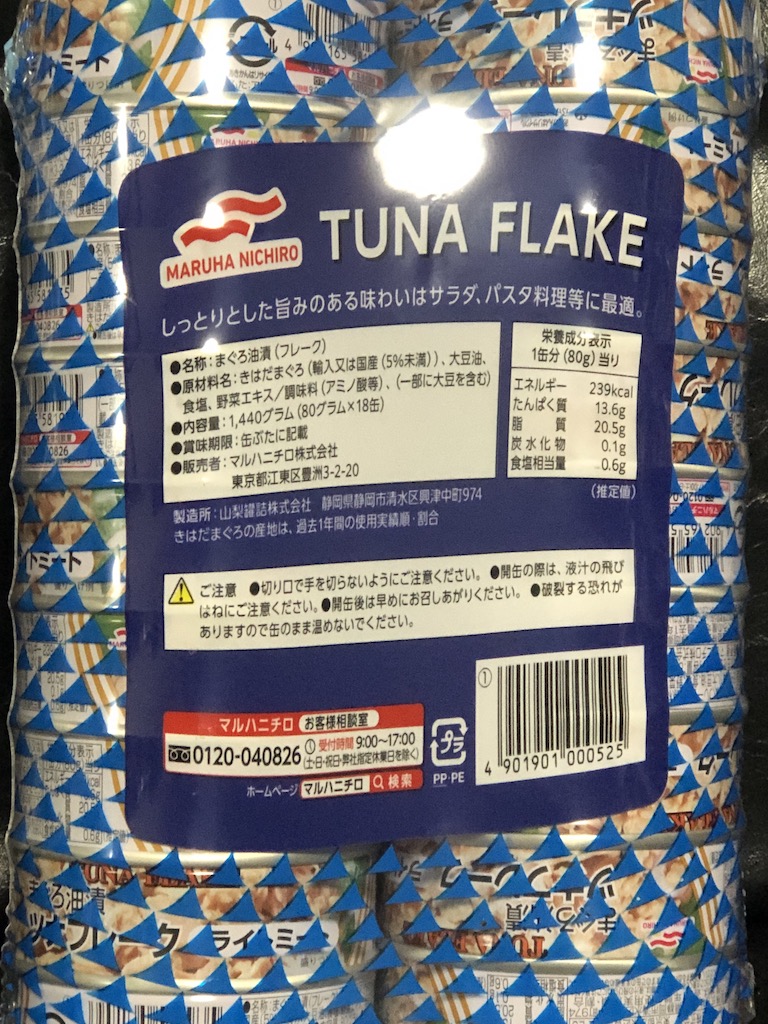 MARUHA NICHIRO
TUNA FLAKE
しっとりとした旨みのある味わいはサラダ、パスタ料理等に最適。
●名称：まぐろ油漬（フレーク）
●原材料名：きはだまぐろ（輸入又は国産（5%未満））、大豆油、
食塩、野菜エキス／調味料（アミノ酸等）、（一部に大豆を含む）
●内容量：1,440グラム（80グラム×18缶）
●賞味期限：缶ぶたに記載
●販売者：マルハニチロ株式会社
東京都江東区豊洲3-2-20
栄養成分表示
1缶分（80g）当り
エネルギー 239kcal
たんぱく質 13.6g
脂質 20.5g
炭水化物 0.1g
食塩相当量 0.6g
（推定値）
製造所：山梨罐詰株式会社 静岡県静岡市清水区興津中町974
きはだまぐろの産地は、過去1年間の使用実績順・割合
ご注意 ●切り口で手を切らないようにご注意ください。●開缶の際は、液汁の飛び
はねにご注意ください。●開缶後は早めにお召しあがりください。●破裂する恐れが
ありますので缶のまま温めないでください。
①
4 901901 000525
マルハニチロ お客様相談室
0120-040826 ① 受付時間 9:00〜17:00
（土・日・祝日・弊社指定休業日を除く）
ホームページ マルハニチロ 検索
プラ
PP・PE
まぐろ油漬
ツナフレーク ライトミート